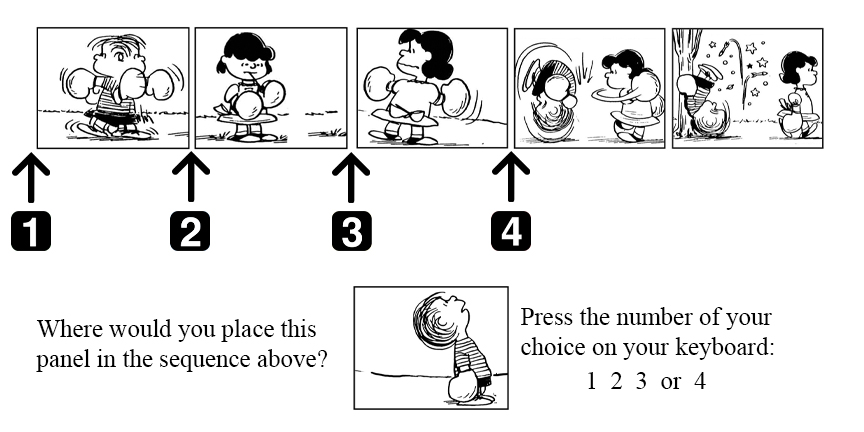 1 2 3 4
Where would you place this
panel in the sequence above?
Press the number of your
choice on your keyboard:
1 2 3 or 4